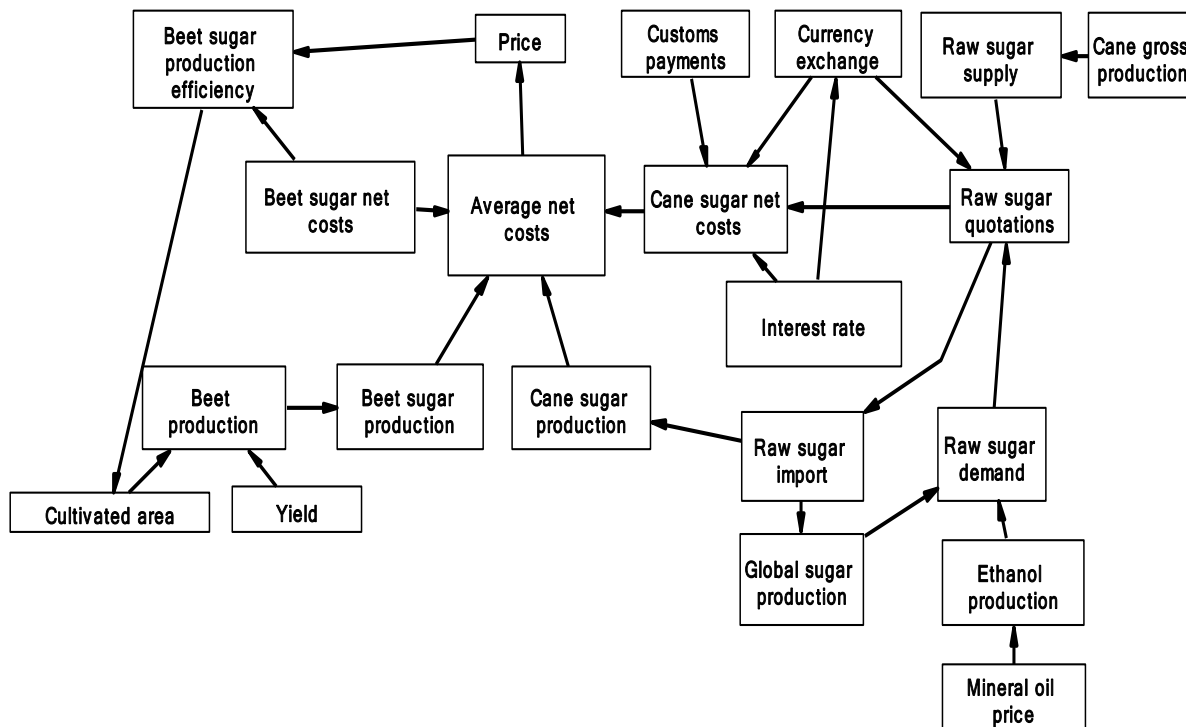 Beet sugar
production
efficiency
Price
Customs
payments
Currency
exchange
Raw sugar
supply
Cane gross
production
Beet sugar net
costs
Average net
costs
Cane sugar net
costs
Raw sugar
quotations
Interest rate
Beet
production
Beet sugar
production
Cane sugar
production
Raw sugar
import
Raw sugar
demand
Cultivated area
Yield
Global sugar
production
Ethanol
production
Mineral oil
price